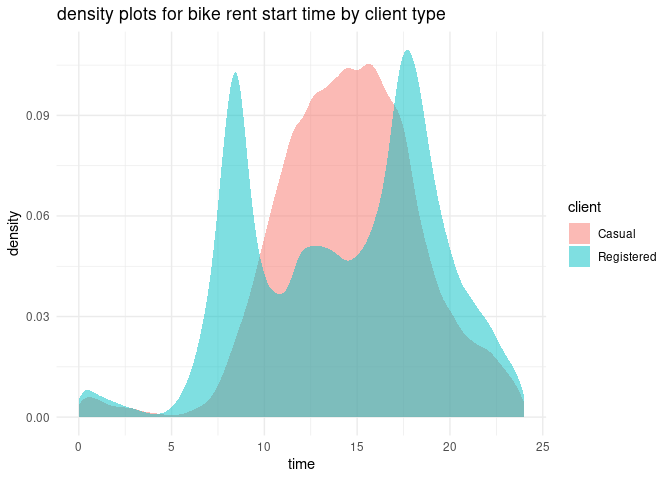 density plots for bike rent start time by client type
density
0.09
0.06
0.03
0.00
0
5
10
15
20
25
time
client
Casual
Registered